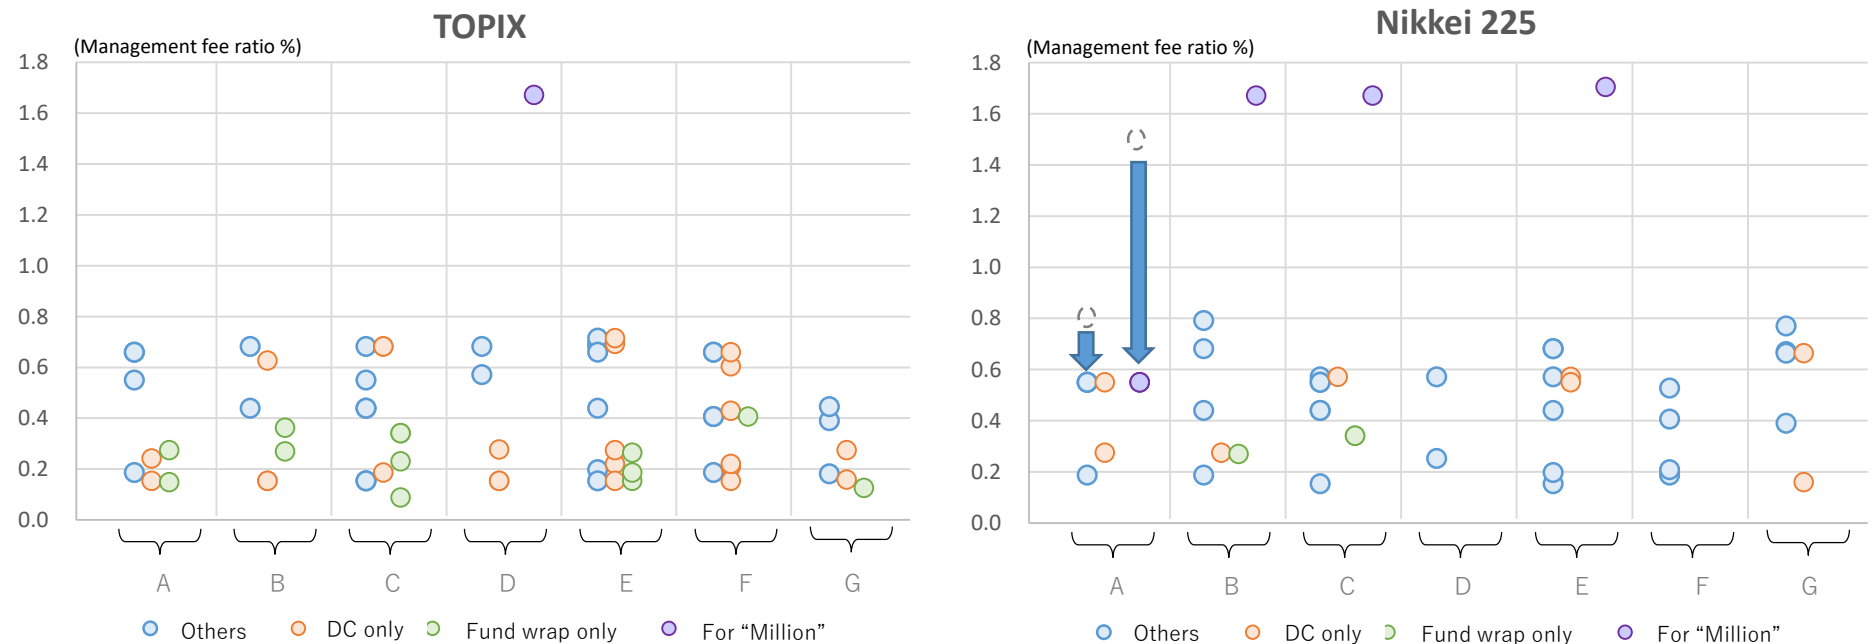 TOPIX
(Management fee ratio %)
1.8
1.6
1.4
1.2
1.0
0.8
0.6
0.4
0.2
0.0
A B C D E F G
Others DC only Fund wrap only For “Million”
Nikkei 225
(Management fee ratio %)
1.8
1.6
1.4
1.2
1.0
0.8
0.6
0.4
0.2
0.0
A B C D E F G
Others DC only Fund wrap only For “Million”